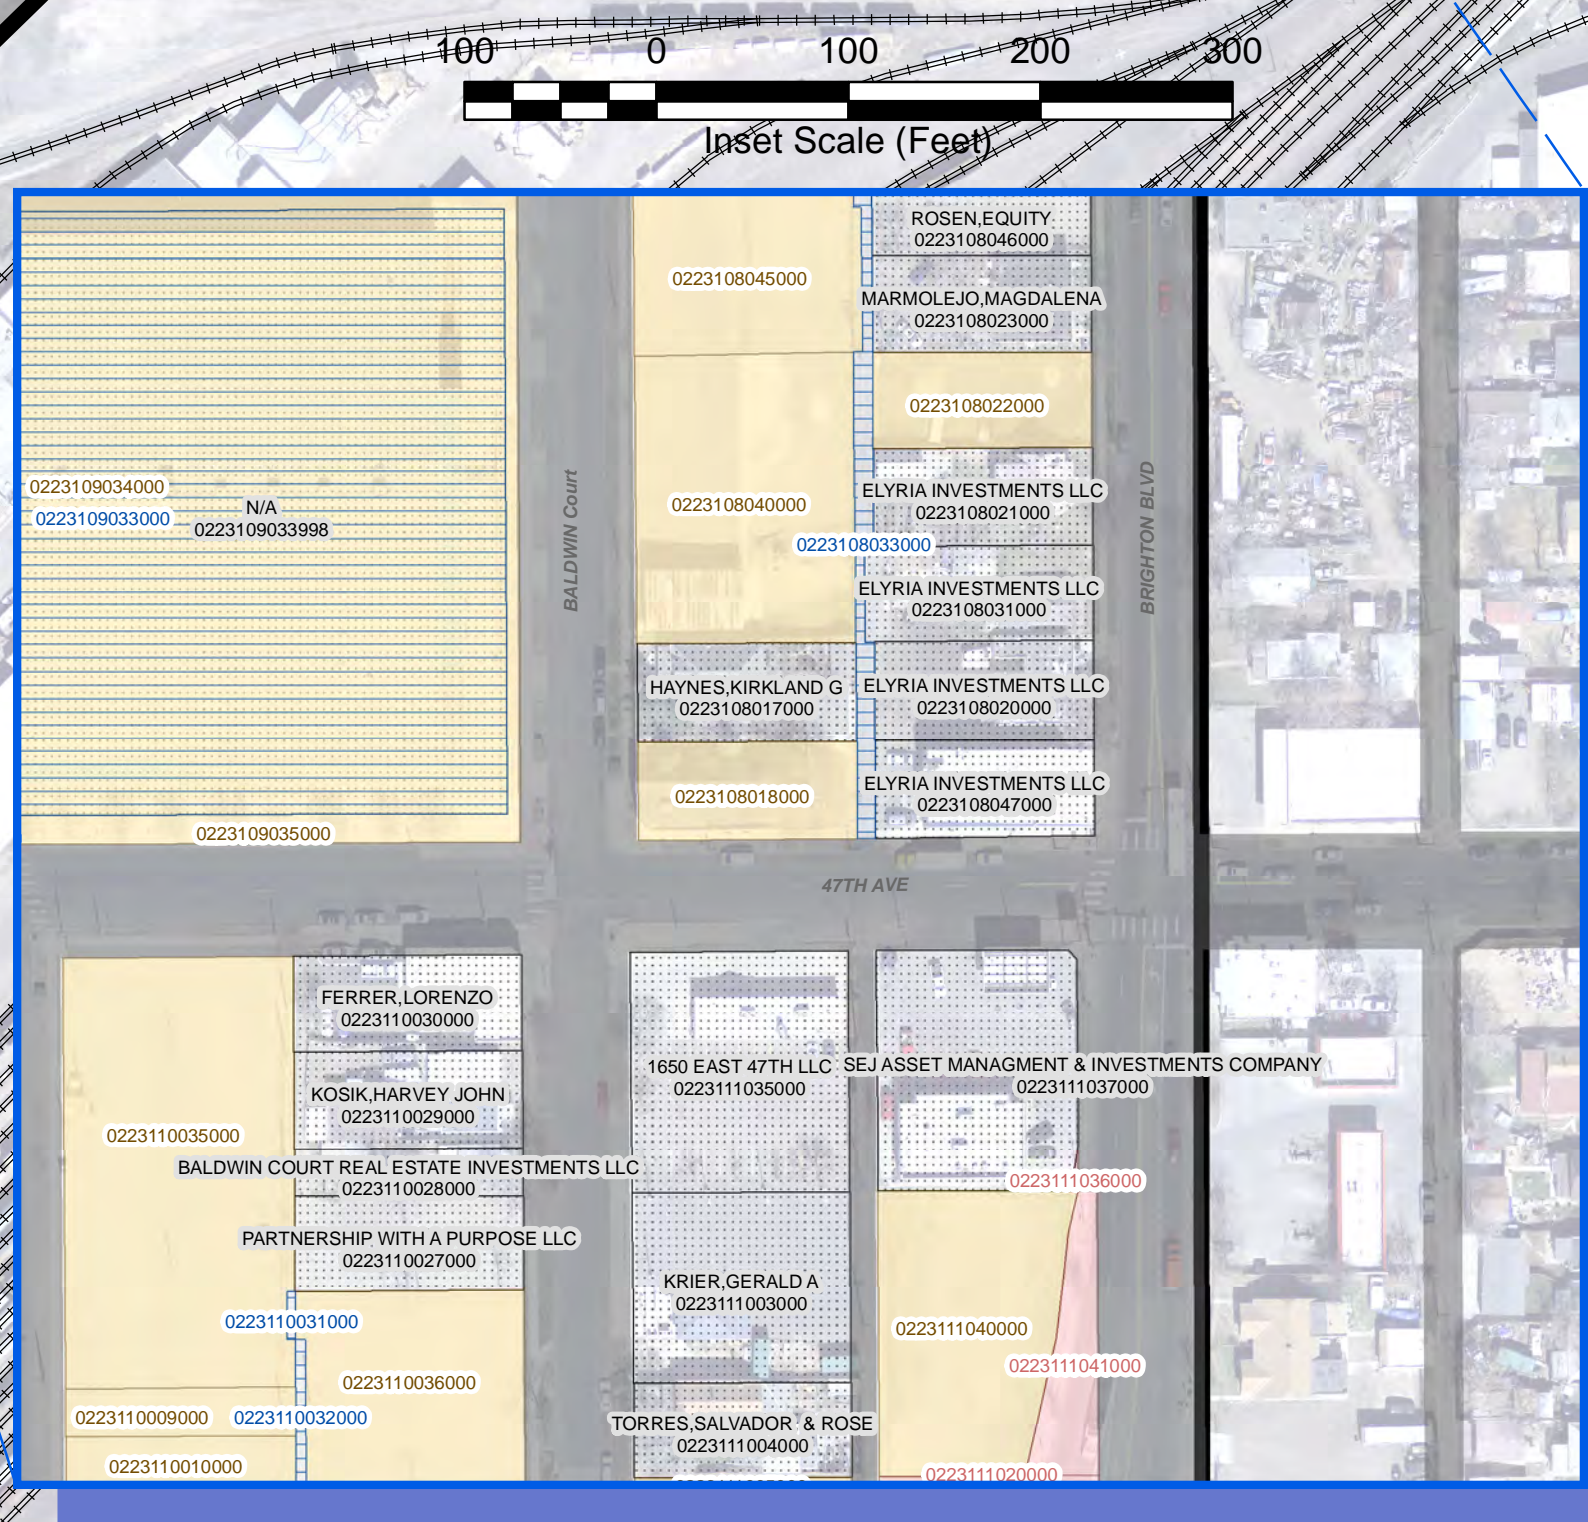 100 0 100 200 300
Inset Scale (Feet)
ROSEN,EQUITY
0223108046000
0223108045000
MARMOLEJO,MAGDALENA
0223108023000
0223108022000
0223109034000
0223109033000
N/A
0223109033998
BALDWIN Court
0223108040000
ELYRIA INVESTMENTS LLC
0223108021000
0223108033000
BRIGHTON BLVD
ELYRIA INVESTMENTS LLC
0223108031000
HAYNES,KIRKLAND G
0223108017000
ELYRIA INVESTMENTS LLC
0223108020000
0223108018000
ELYRIA INVESTMENTS LLC
0223108047000
0223109035000
47TH AVE
FERRER,LORENZO
0223110030000
1650 EAST 47TH LLC
0223111035000
SEJ ASSET MANAGMENT & INVESTMENTS COMPANY
0223111037000
KOSIK,HARVEY JOHN
0223110029000
0223110035000
BALDWIN COURT REAL ESTATE INVESTMENTS LLC
0223110028000
0223111036000
PARTNERSHIP WITH A PURPOSE LLC
0223110027000
KRIER,GERALD A
0223111003000
0223110031000
0223111040000
0223111041000
0223110036000
0223110009000
0223110032000
TORRES,SALVADOR & ROSE
0223111004000
0223110010000
0223111020000